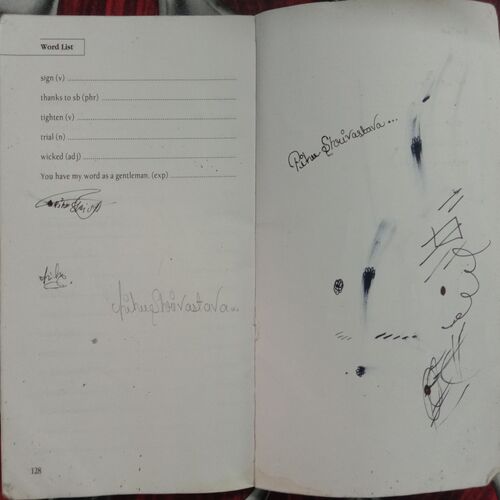 Word List
sign (v) ........................................................................
thanks to sb (phr) ........................................................
tighten (v) ...................................................................
trial (n) ........................................................................
wicked (adj) .................................................................
You have my word as a gentleman. (exp) ........................
Pihu Shrivastava...
Pihu Shrivastava...
128